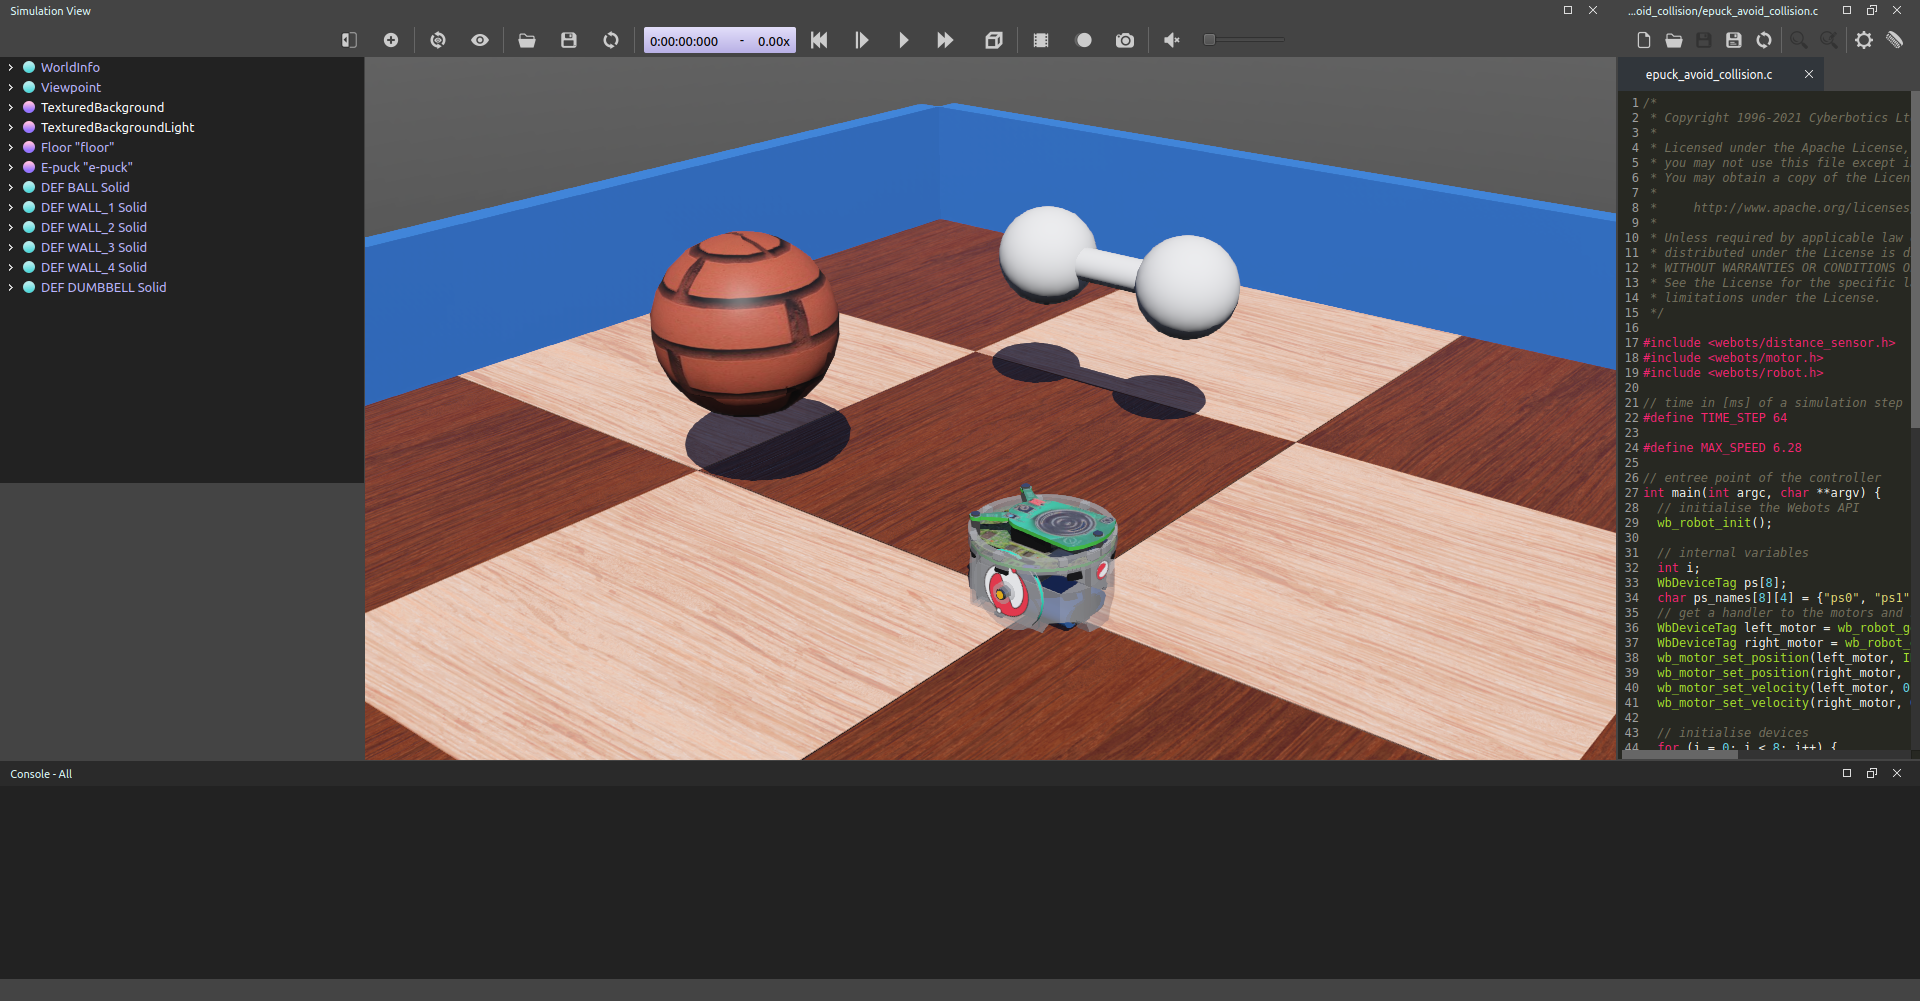 Simulation View
...oid_collision/epuck_avoid_collision.c
0:00:00:000 - 0.00x
WorldInfo
Viewpoint
TexturedBackground
TexturedBackgroundLight
Floor "floor"
E-puck "e-puck"
DEF BALL Solid
DEF WALL_1 Solid
DEF WALL_2 Solid
DEF WALL_3 Solid
DEF WALL_4 Solid
DEF DUMBBELL Solid
epuck_avoid_collision.c
1 /*
2 * Copyright 1996-2021 Cyberbotics Lt
3 *
4 * Licensed under the Apache License,
5 * you may not use this file except i
6 * You may obtain a copy of the Licen
7 *
8 * http://www.apache.org/licenses
9 *
10 * Unless required by applicable law
11 * distributed under the License is d
12 * WITHOUT WARRANTIES OR CONDITIONS O
13 * See the License for the specific l
14 * limitations under the License.
15 */
16
17 #include <webots/distance_sensor.h>
18 #include <webots/motor.h>
19 #include <webots/robot.h>
20
21 // time in [ms] of a simulation step
22 #define TIME_STEP 64
23
24 #define MAX_SPEED 6.28
25
26 // entree point of the controller
27 int main(int argc, char **argv) {
28 // initialise the Webots API
29 wb_robot_init();
30
31 // internal variables
32 int i;
33 WbDeviceTag ps[8];
34 char ps_names[8][4] = {"ps0", "ps1"
35 // get a handler to the motors and
36 WbDeviceTag left_motor = wb_robot_g
37 WbDeviceTag right_motor = wb_robot_
38 wb_motor_set_position(left_motor, I
39 wb_motor_set_position(right_motor,
40 wb_motor_set_velocity(left_motor, 0
41 wb_motor_set_velocity(right_motor,
42
43 // initialise devices
44 for (i = 0; i < 8; i++) {
Console - All